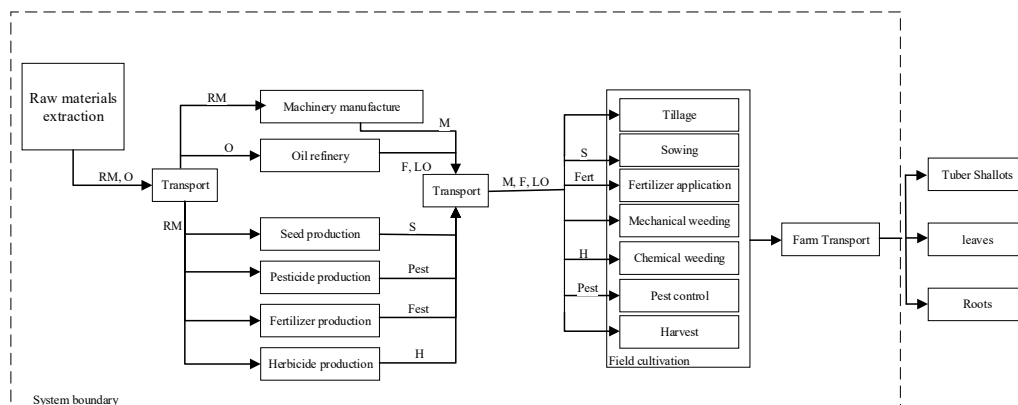 Raw materials
extraction
RM, O
Transport
RM
Machinery manufacture
M
O
Oil refinery
F, LO
RM
Seed production
S
Pesticide production
Pest
Fertilizer production
Fest
Herbicide production
H
Transport
M, F, LO
Tillage
S
Sowing
Fert
Fertilizer application
Mechanical weeding
H
Chemical weeding
Pest
Pest control
Harvest
Field cultivation
Farm Transport
Tuber Shallots
leaves
Roots
System boundary